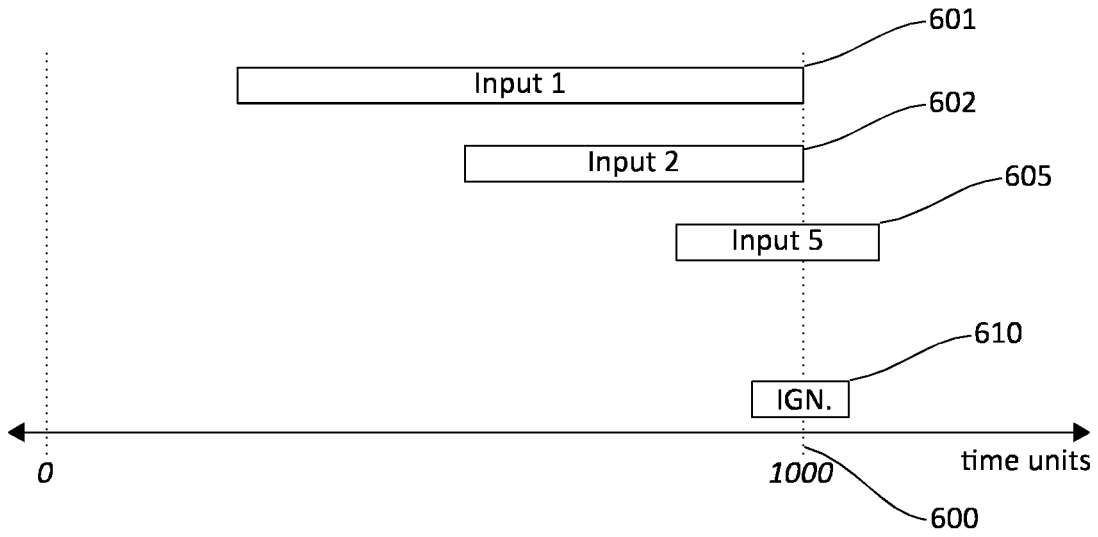 601
Input 1
602
Input 2
605
Input 5
610
IGN.
0
1000
time units
600